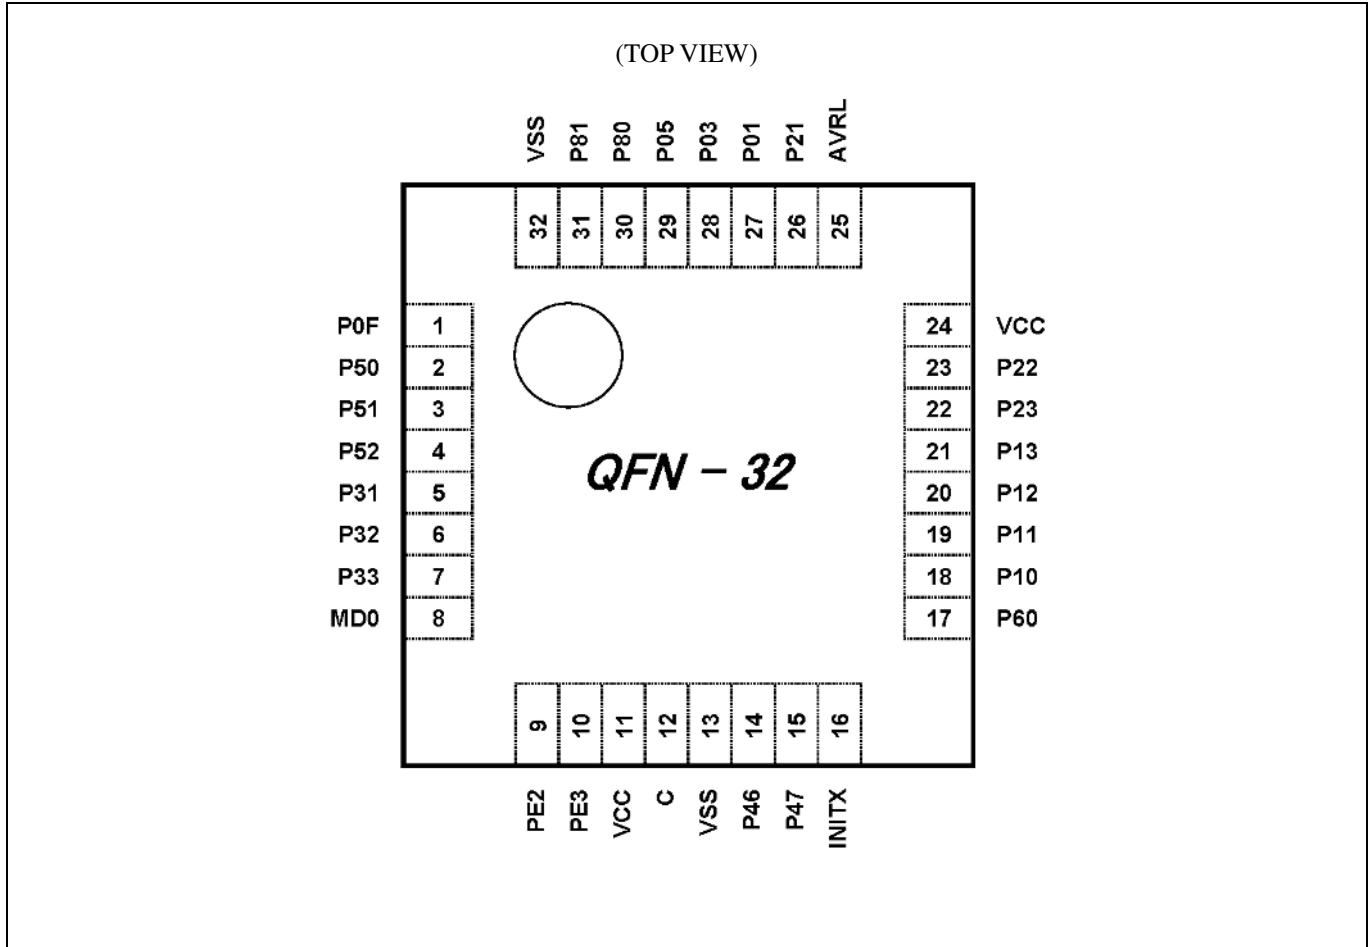 (TOP VIEW)
VSS P81 P80 P05 P03 P01 P21 AVRL
32 31 30 29 28 27 26 25
P0F 1 24 VCC
P50 2 23 P22
P51 3 22 P23
P52 4 21 P13
P31 5 20 P12
P32 6 19 P11
P33 7 18 P10
MD0 8 17 P60
QFN - 32
9 10 11 12 13 14 15 16
PE2 PE3 VCC C VSS P46 P47 INITX